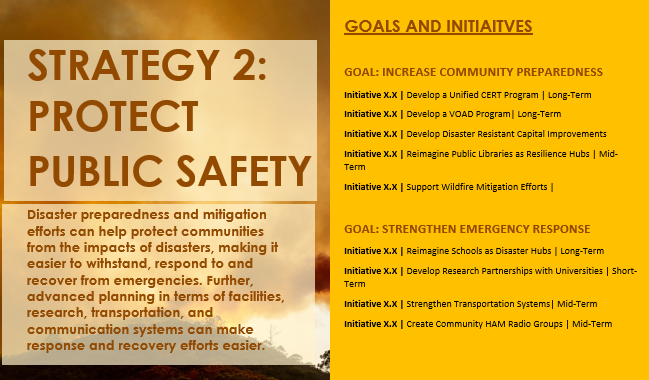 STRATEGY 2:
PROTECT
PUBLIC SAFETY
Disaster preparedness and mitigation
efforts can help protect communities
from the impacts of disasters, making it
easier to withstand, respond to and
recover from emergencies. Further,
advanced planning in terms of facilities,
research, transportation, and
communication systems can make
response and recovery efforts easier.
GOALS AND INITIAITVES
GOAL: INCREASE COMMUNITY PREPAREDNESS
Initiative X.X | Develop a Unified CERT Program | Long-Term
Initiative X.X | Develop a VOAD Program| Long-Term
Initiative X.X | Develop Disaster Resistant Capital Improvements
Initiative X.X | Reimagine Public Libraries as Resilience Hubs | Mid-
Term
Initiative X.X | Support Wildfire Mitigation Efforts |
GOAL: STRENGTHEN EMERGENCY RESPONSE
Initiative X.X | Reimagine Schools as Disaster Hubs | Long-Term
Initiative X.X | Develop Research Partnerships with Universities | Short-
Term
Initiative X.X | Strengthen Transportation Systems| Mid-Term
Initiative X.X | Create Community HAM Radio Groups | Mid-Term